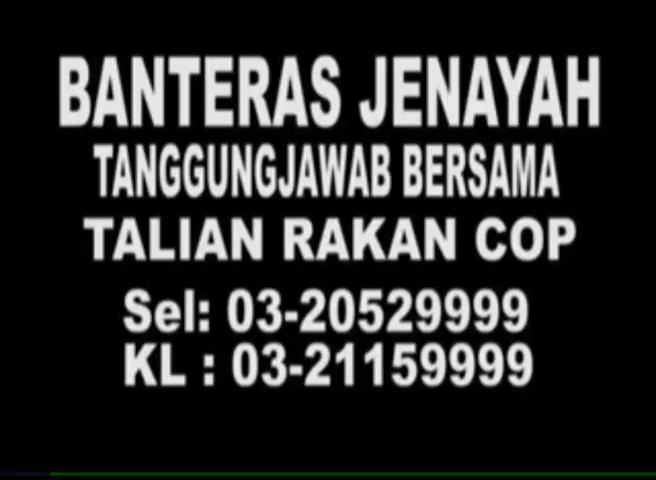 BANTERAS JENAYAH
TANGGUNGJAWAB BERSAMA
TALIAN RAKAN COP
Sel: 03-20529999
KL : 03-21159999